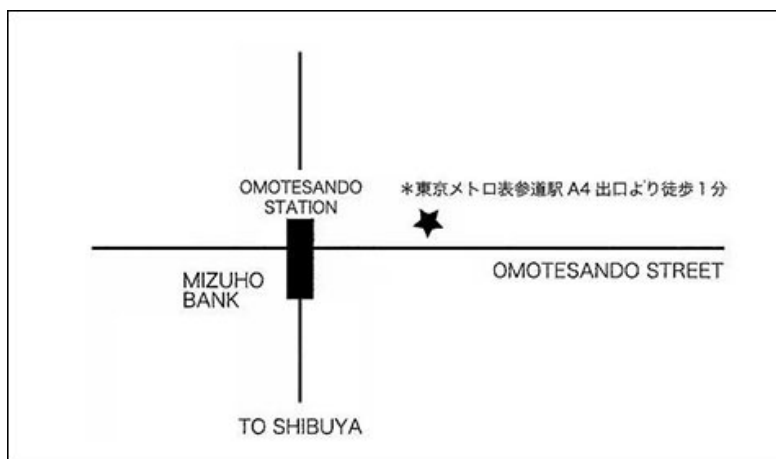 OMOTESANDO
STATION
*東京メトロ表参道駅 A4 出口より徒歩1分
MIZUHO
BANK
OMOTESANDO STREET
TO SHIBUYA